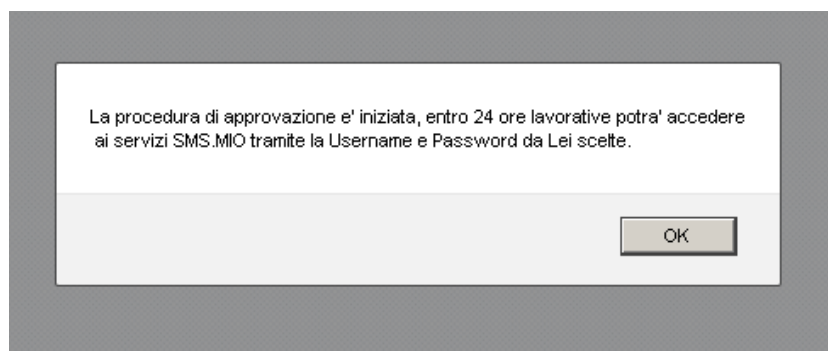 La procedura di approvazione e' iniziata, entro 24 ore lavorative potra' accedere
ai servizi SMS.MIO tramite la Username e Password da Lei scelte.
OK